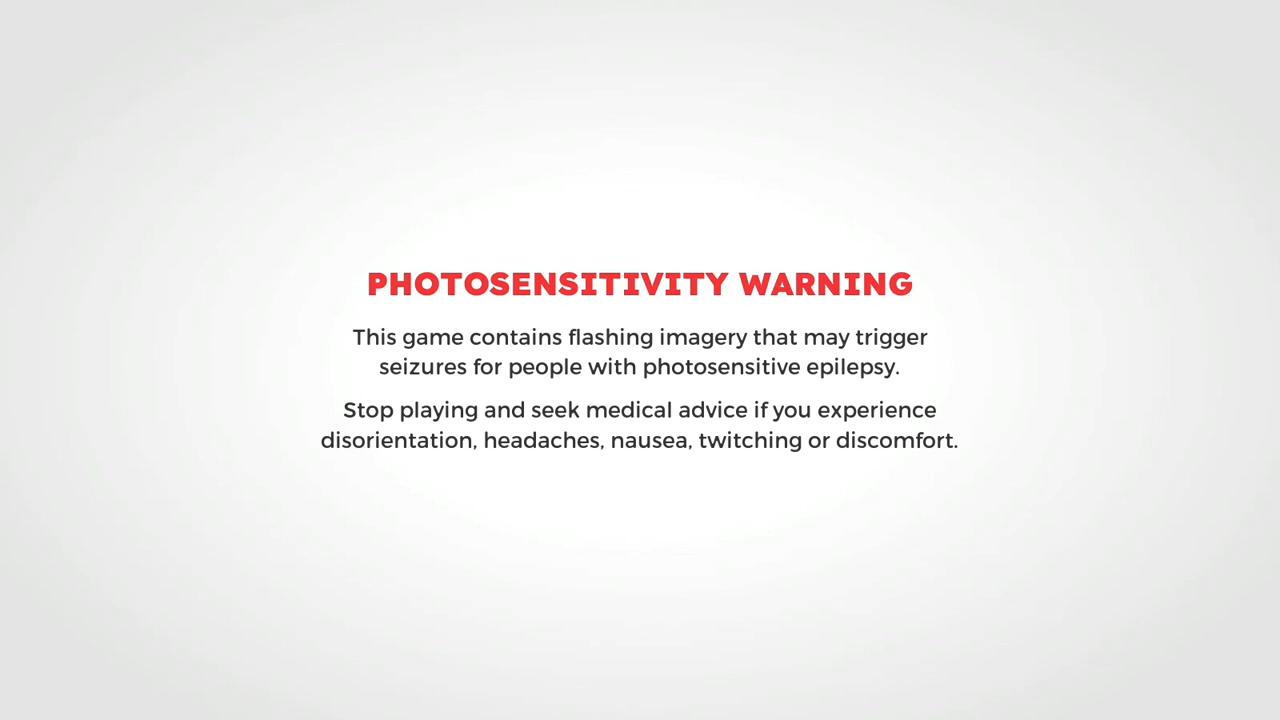 PHOTOSENSITIVITY WARNING
This game contains flashing imagery that may trigger
seizures for people with photosensitive epilepsy.
Stop playing and seek medical advice if you experience
disorientation, headaches, nausea, twitching or discomfort.